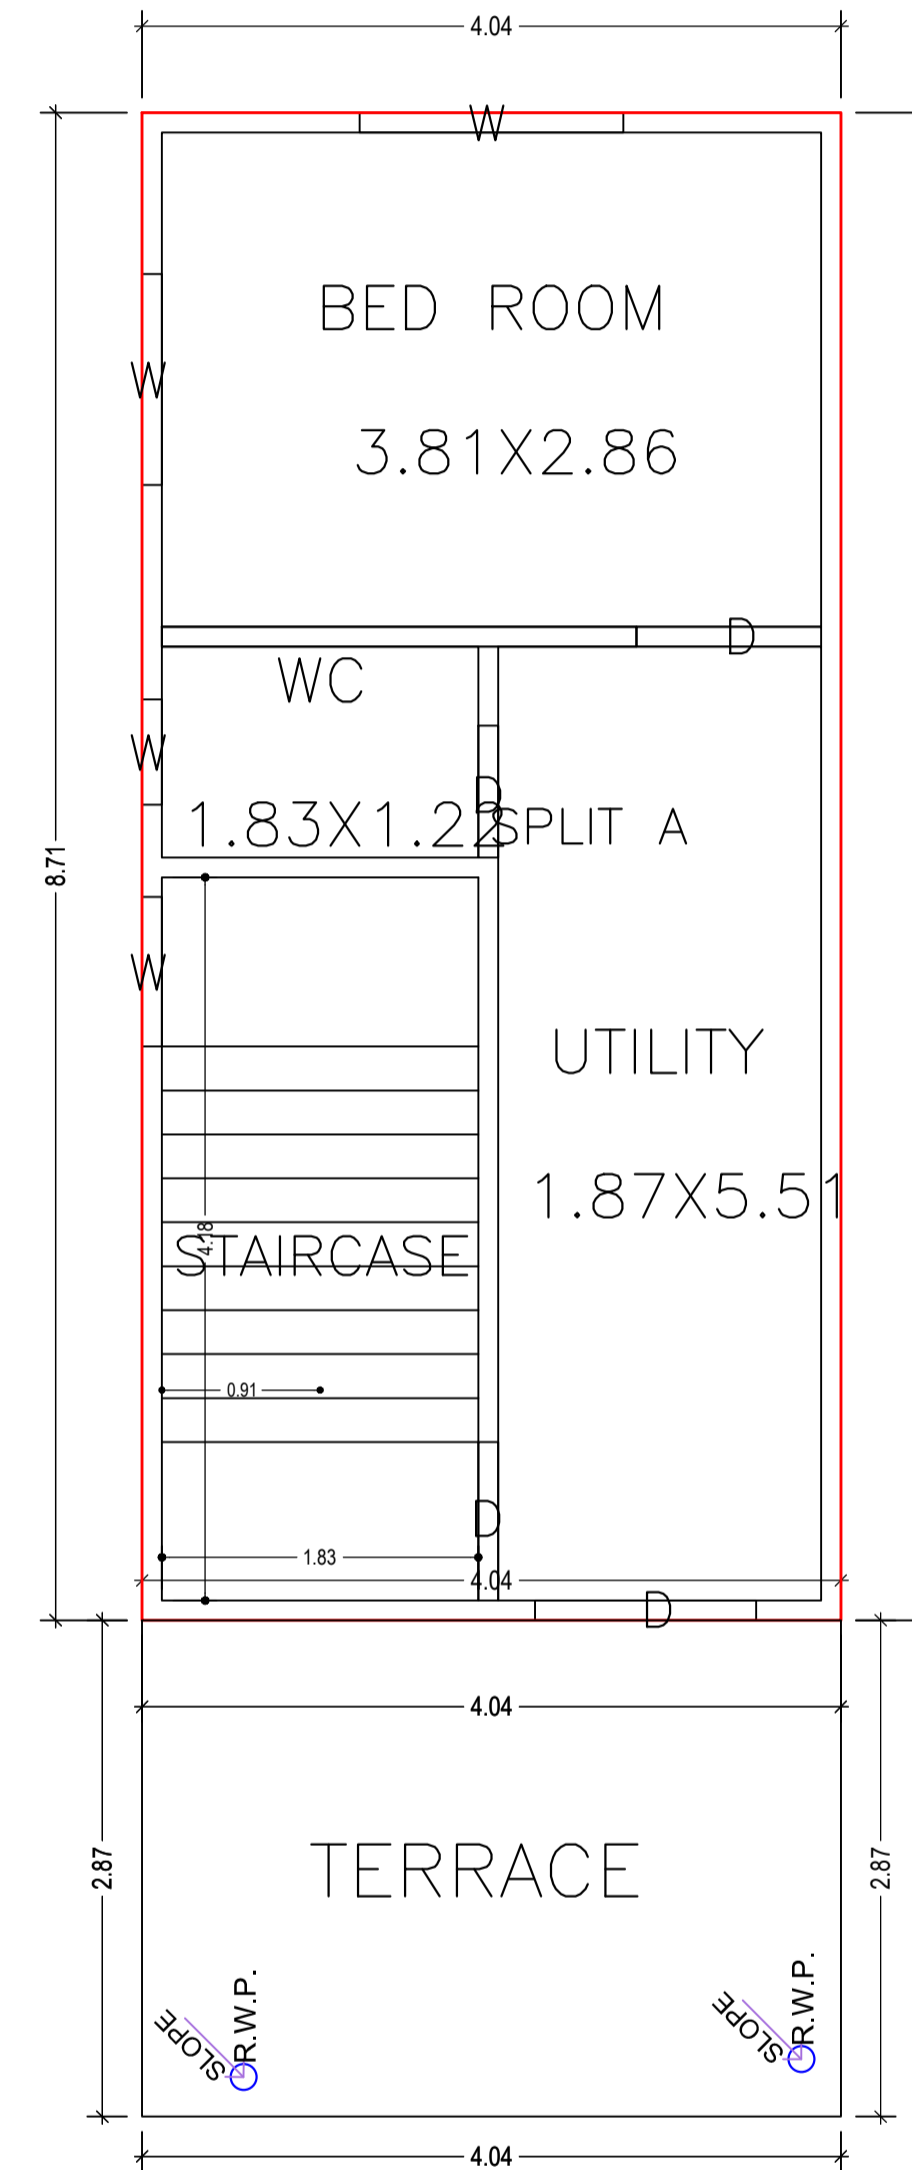 4.04
W
BED ROOM
W
3.81X2.86
D
WC
W
D
1.83X1.22
SPLIT A
8.71
W
UTILITY
1.87X5.51
4.18
STAIRCASE
0.91
D
1.83
4.04
D
4.04
TERRACE
2.87
2.87
R.W.P.
SLOPE
R.W.P.
SLOPE
4.04